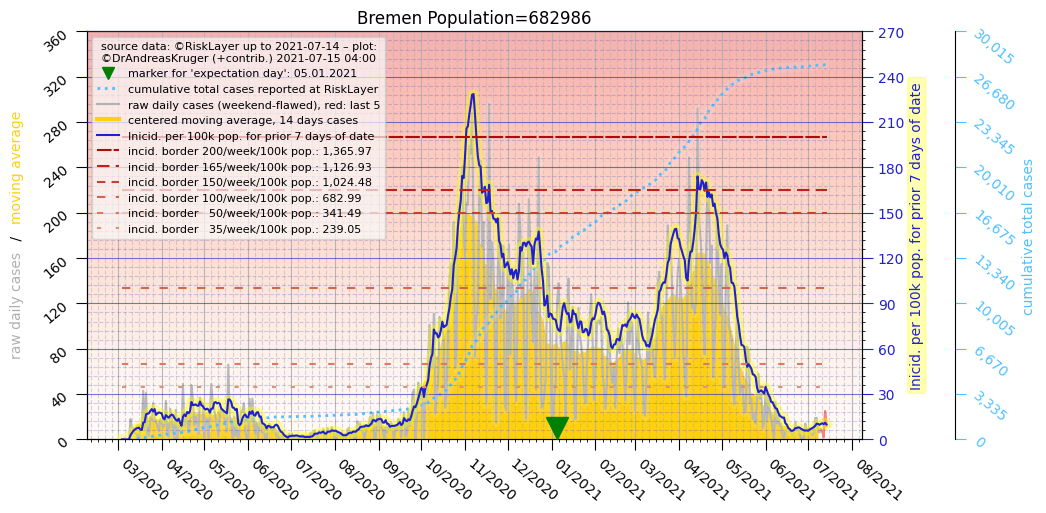 Bremen Population=682986
source data: ©RiskLayer up to 2021-07-14 – plot:
©DrAndreasKruger (+contrib.) 2021-07-15 04:00
marker for 'expectation day': 05.01.2021
cumulative total cases reported at RiskLayer
raw daily cases (weekend-flawed), red: last 5
centered moving average, 14 days cases
Inicid. per 100k pop. for prior 7 days of date
incid. border 200/week/100k pop.: 1,365.97
incid. border 165/week/100k pop.: 1,126.93
incid. border 150/week/100k pop.: 1,024.48
incid. border 100/week/100k pop.: 682.99
incid. border   50/week/100k pop.: 341.49
incid. border   35/week/100k pop.: 239.05
raw daily cases   /   moving average
360
320
280
240
200
160
120
80
40
0
270
240
210
180
150
120
90
60
30
0
Inicid. per 100k pop. for prior 7 days of date
30,015
26,680
23,345
20,010
16,675
13,340
10,005
6,670
3,335
0
cumulative total cases
03/2020
04/2020
05/2020
06/2020
07/2020
08/2020
09/2020
10/2020
11/2020
12/2020
01/2021
02/2021
03/2021
04/2021
05/2021
06/2021
07/2021
08/2021